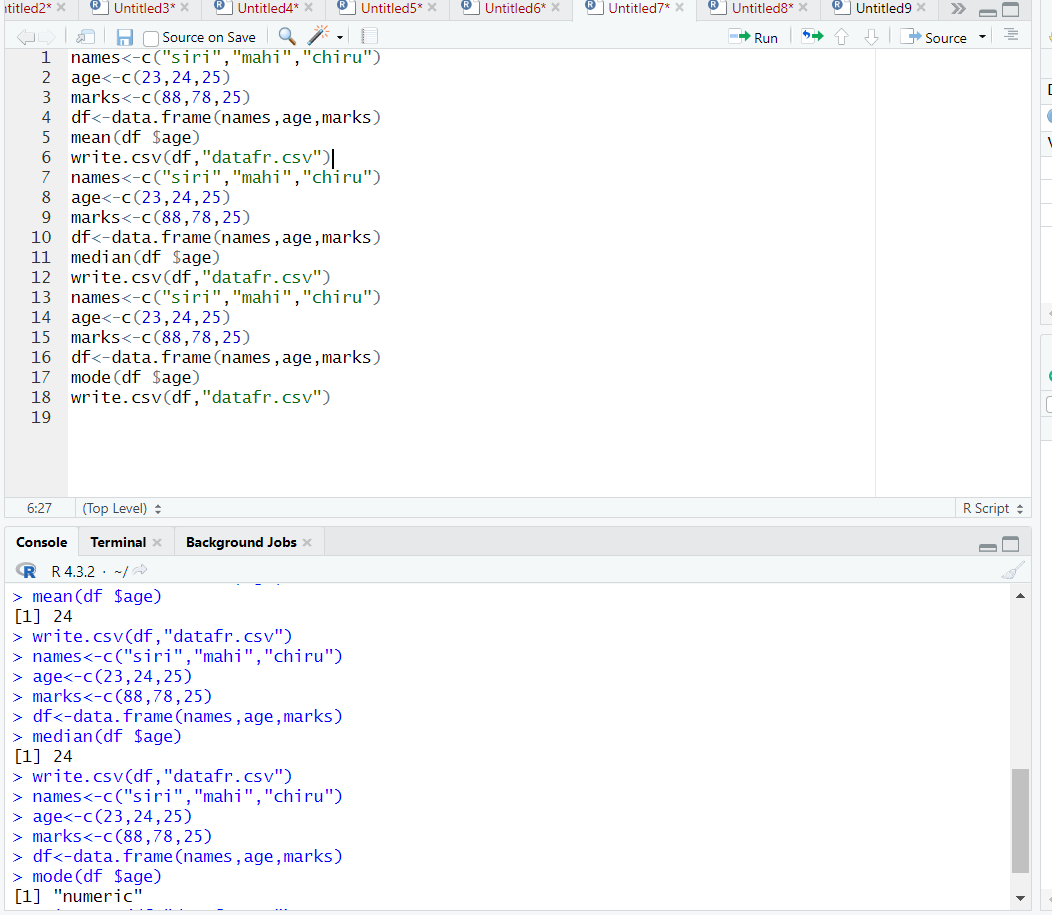 ntitled2* Untitled3* Untitled4* Untitled5* Untitled6* Untitled7* Untitled8* Untitled9
Source on Save Run Source
1 names<-c("siri","mahi","chiru")
2 age<-c(23,24,25)
3 marks<-c(88,78,25)
4 df<-data.frame(names,age,marks)
5 mean(df $age)
6 write.csv(df,"datafr.csv")
7 names<-c("siri","mahi","chiru")
8 age<-c(23,24,25)
9 marks<-c(88,78,25)
10 df<-data.frame(names,age,marks)
11 median(df $age)
12 write.csv(df,"datafr.csv")
13 names<-c("siri","mahi","chiru")
14 age<-c(23,24,25)
15 marks<-c(88,78,25)
16 df<-data.frame(names,age,marks)
17 mode(df $age)
18 write.csv(df,"datafr.csv")
19
6:27 (Top Level) R Script
Console Terminal Background Jobs
R 4.3.2 · ~/
> mean(df $age)
[1] 24
> write.csv(df,"datafr.csv")
> names<-c("siri","mahi","chiru")
> age<-c(23,24,25)
> marks<-c(88,78,25)
> df<-data.frame(names,age,marks)
> median(df $age)
[1] 24
> write.csv(df,"datafr.csv")
> names<-c("siri","mahi","chiru")
> age<-c(23,24,25)
> marks<-c(88,78,25)
> df<-data.frame(names,age,marks)
> mode(df $age)
[1] "numeric"